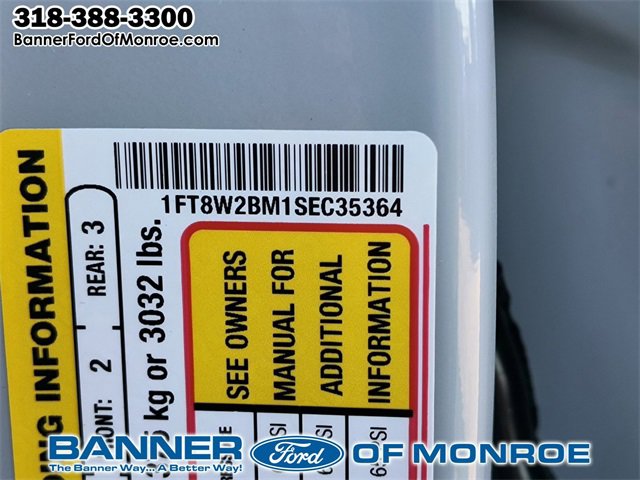 318-388-3300
BannerFordOfMonroe.com
1FT8W2BM1SEC35364
INFORMATION
REAR: 3
2
kg or 3032 lbs.
SEE OWNERS
MANUAL FOR
ADDITIONAL
INFORMATION
BANNER Ford OF MONROE
The Banner Way... A Better Way!